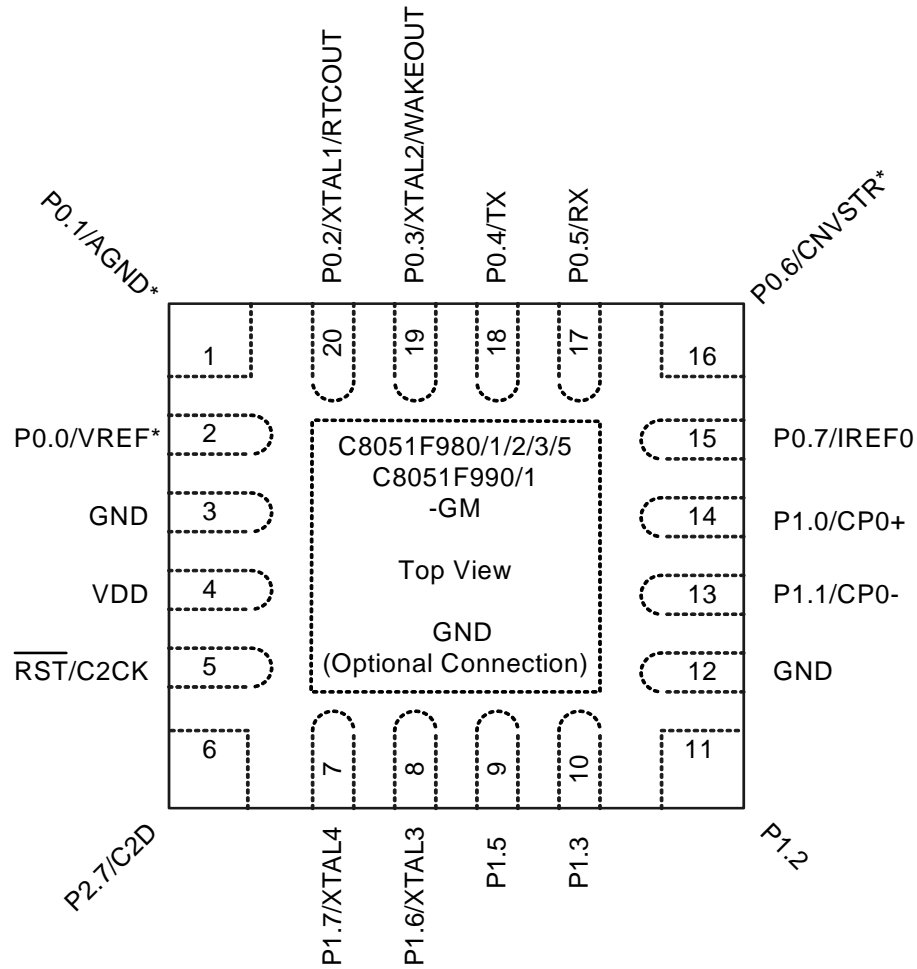 P0.2/XTAL1/RTCOUT
P0.3/XTAL2/WAKEOUT
P0.4/TX
P0.5/RX
P0.1/AGND*
P0.6/CNVSTR*
1
20
19
18
17
16
P0.0/VREF*
2
GND
3
VDD
4
RST/C2CK
5
6
C8051F980/1/2/3/5
C8051F990/1
-GM
Top View
GND
(Optional Connection)
15
P0.7/IREF0
14
P1.0/CP0+
13
P1.1/CP0-
12
GND
11
7
8
9
10
P2.7/C2D
P1.7/XTAL4
P1.6/XTAL3
P1.5
P1.3
P1.2